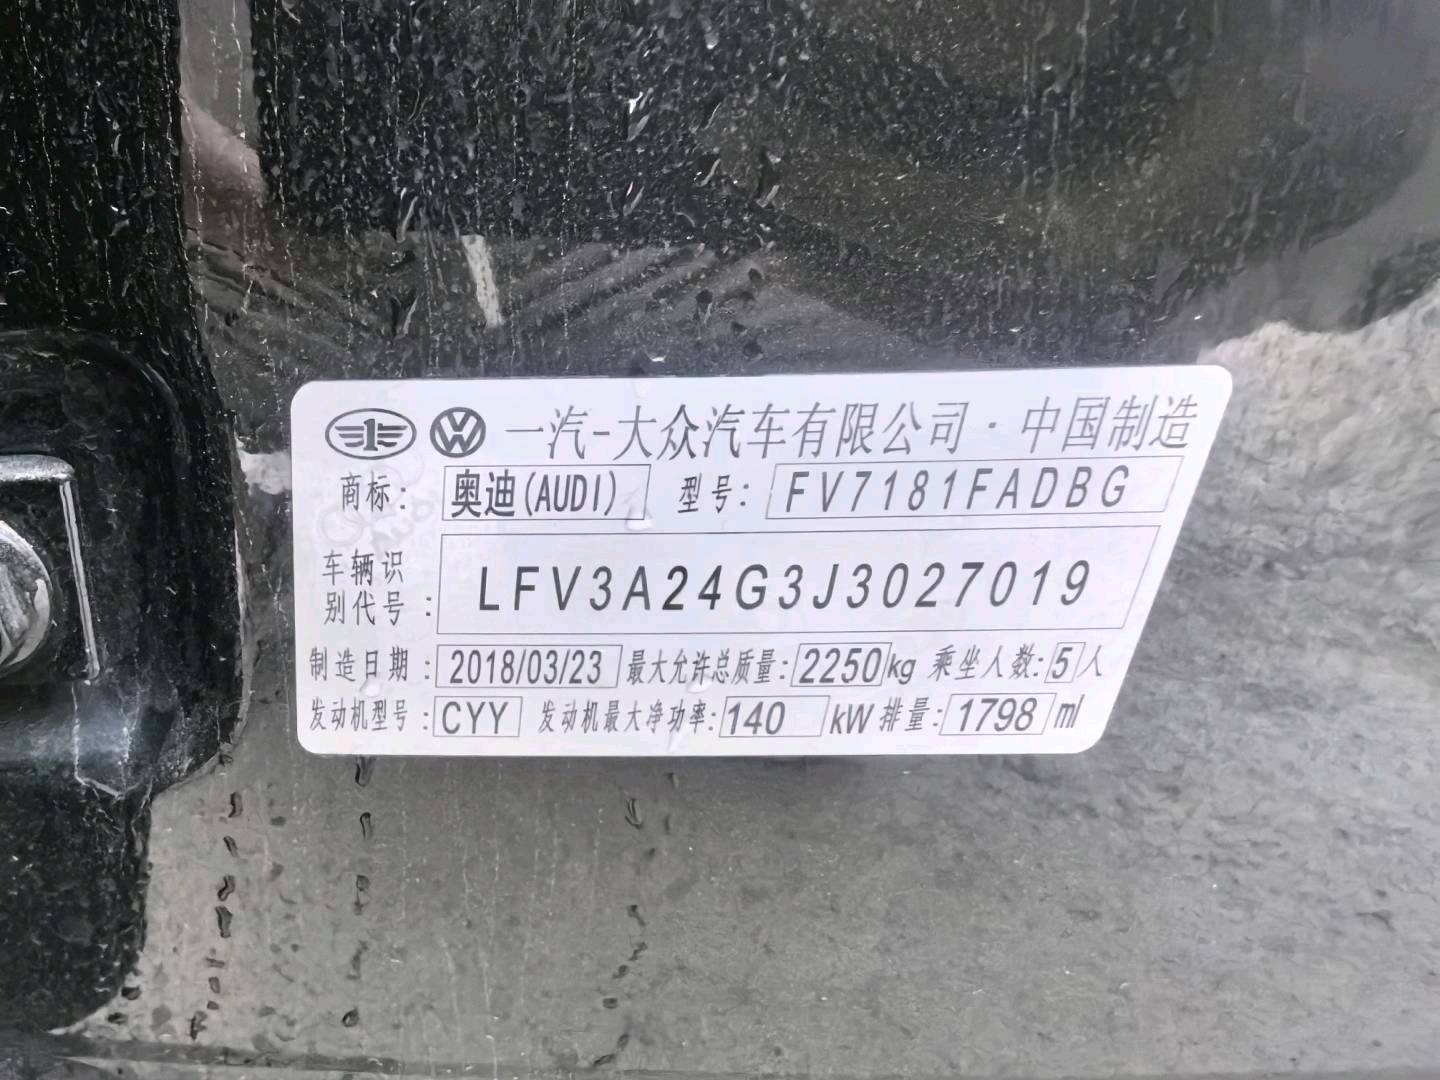 一汽-大众汽车有限公司·中国制造
商标: 奥迪(AUDI) 型号: FV7181FADBG
车辆识别代号: LFV3A24G3J3027019
制造日期: 2018/03/23 最大允许总质量: 2250kg 乘坐人数: 5人
发动机型号: CYY 发动机最大净功率: 140 kW 排量: 1798 ml